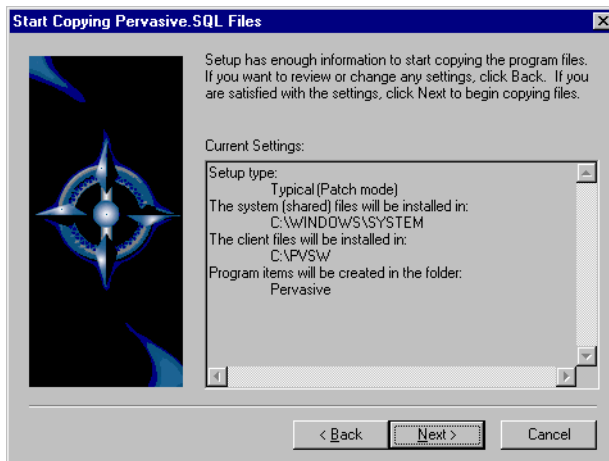 Start Copying Pervasive.SQL Files
Setup has enough information to start copying the program files.
If you want to review or change any settings, click Back. If you
are satisfied with the settings, click Next to begin copying files.
Current Settings:
Setup type:
Typical(Patch mode)
The system (shared) files will be installed in:
C:\WINDOWS\SYSTEM
The client files will be installed in:
C:\PVSW
Program items will be created in the folder:
Pervasive
< Back
Next >
Cancel